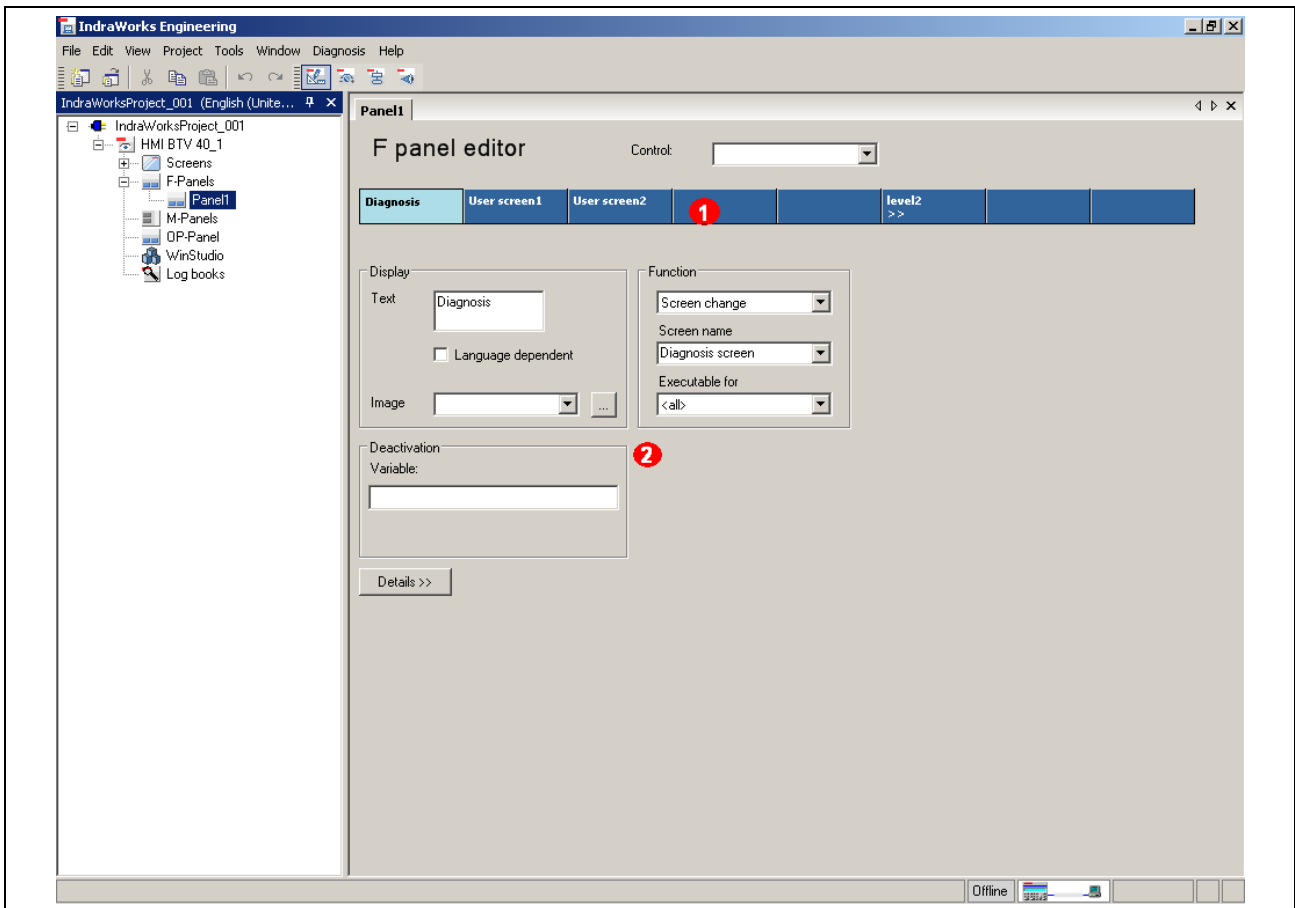 IndraWorks Engineering
File Edit View Project Tools Window Diagnosis Help
IndraWorksProject_001 (English (Unite...
IndraWorksProject_001
HMI BTV 40_1
Screens
F-Panels
Panel1
M-Panels
OP-Panel
WinStudio
Log books
Panel1
F panel editor
Control:
Diagnosis User screen1 User screen2 1 level2
>>
Display
Text Diagnosis
Language dependent
Image ...
Function
Screen change
Screen name
Diagnosis screen
Executable for
<all>
Deactivation
Variable:
2
Details >>
Offline